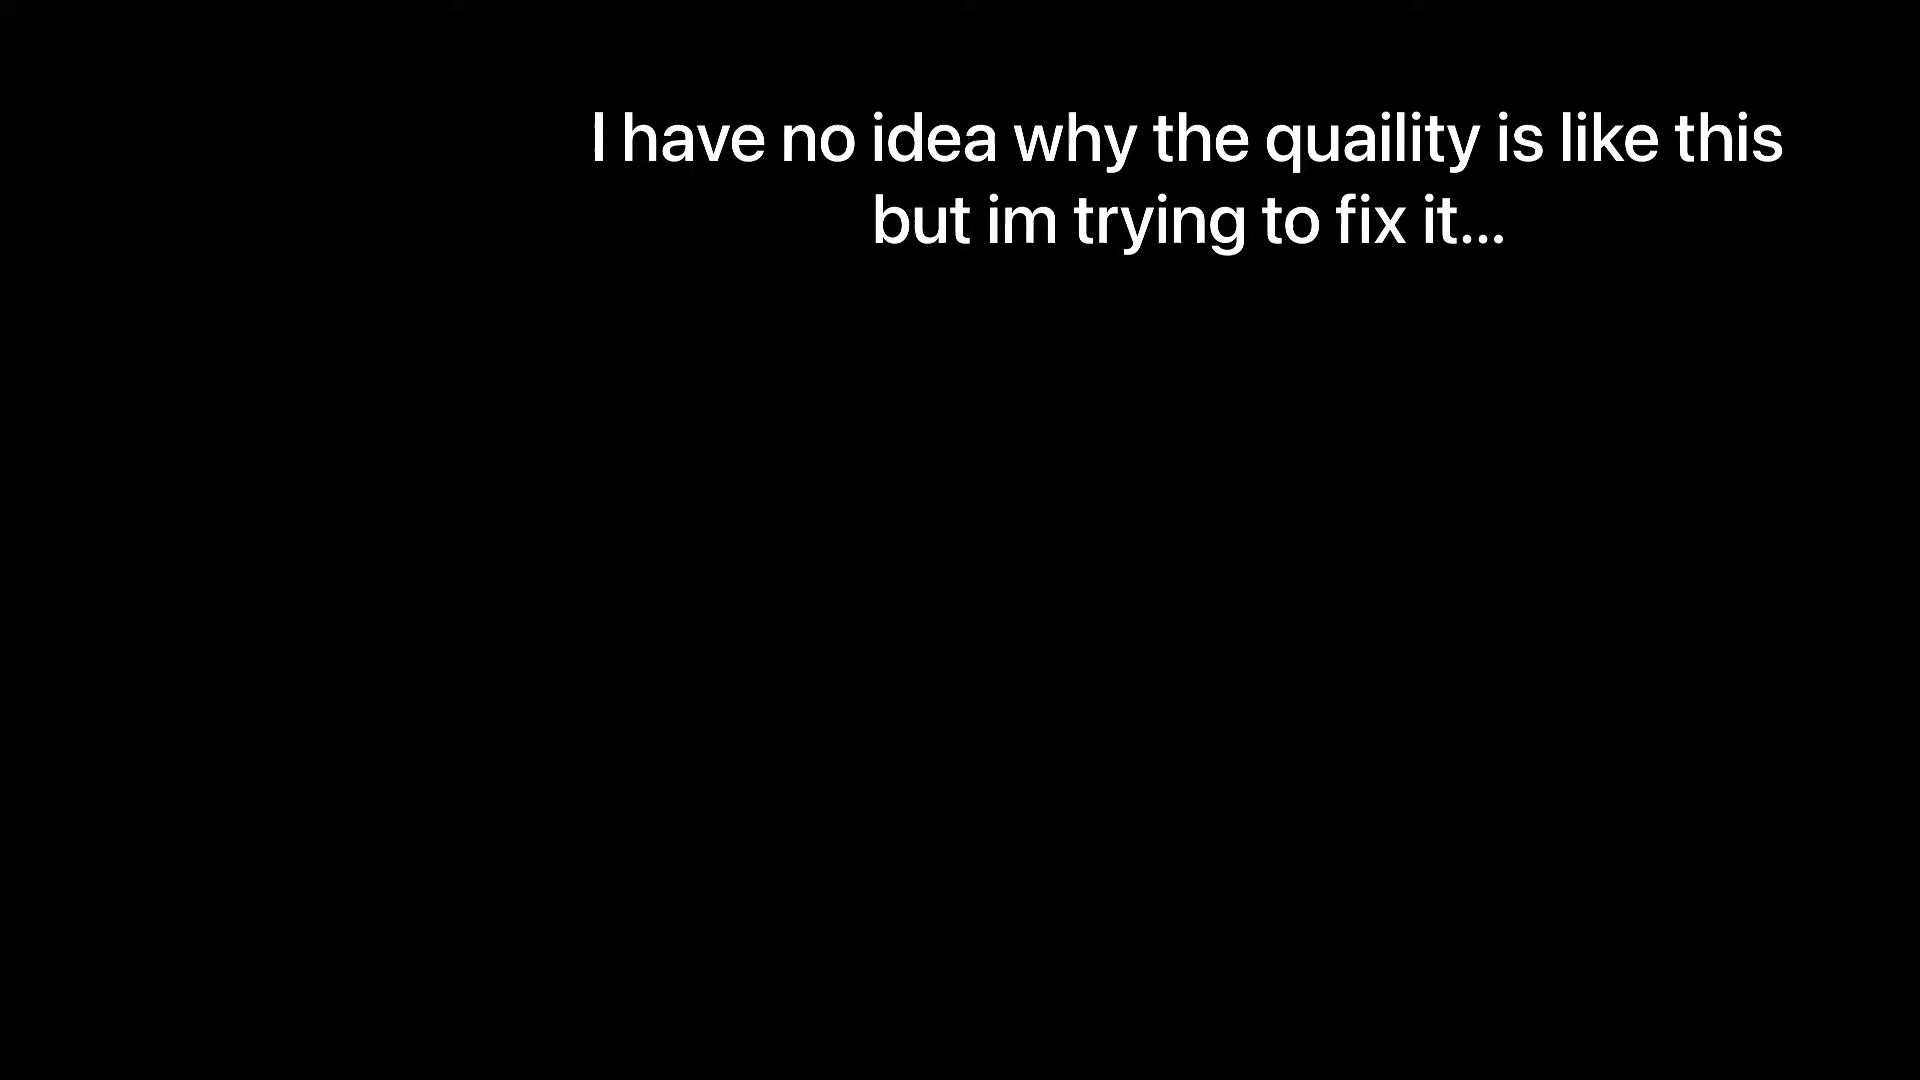 I have no idea why the quaility is like this
but im trying to fix it...